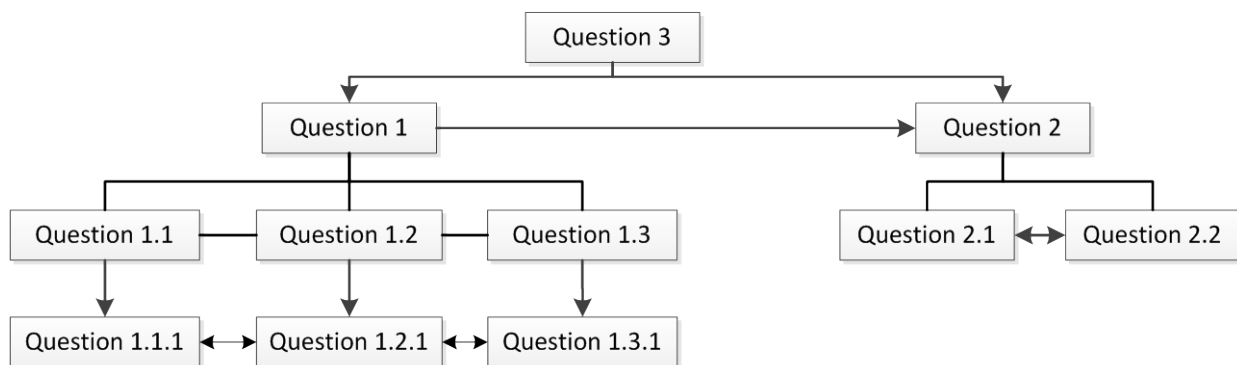 Question 3
Question 1
Question 2
Question 1.1
Question 1.2
Question 1.3
Question 2.1
Question 2.2
Question 1.1.1
Question 1.2.1
Question 1.3.1